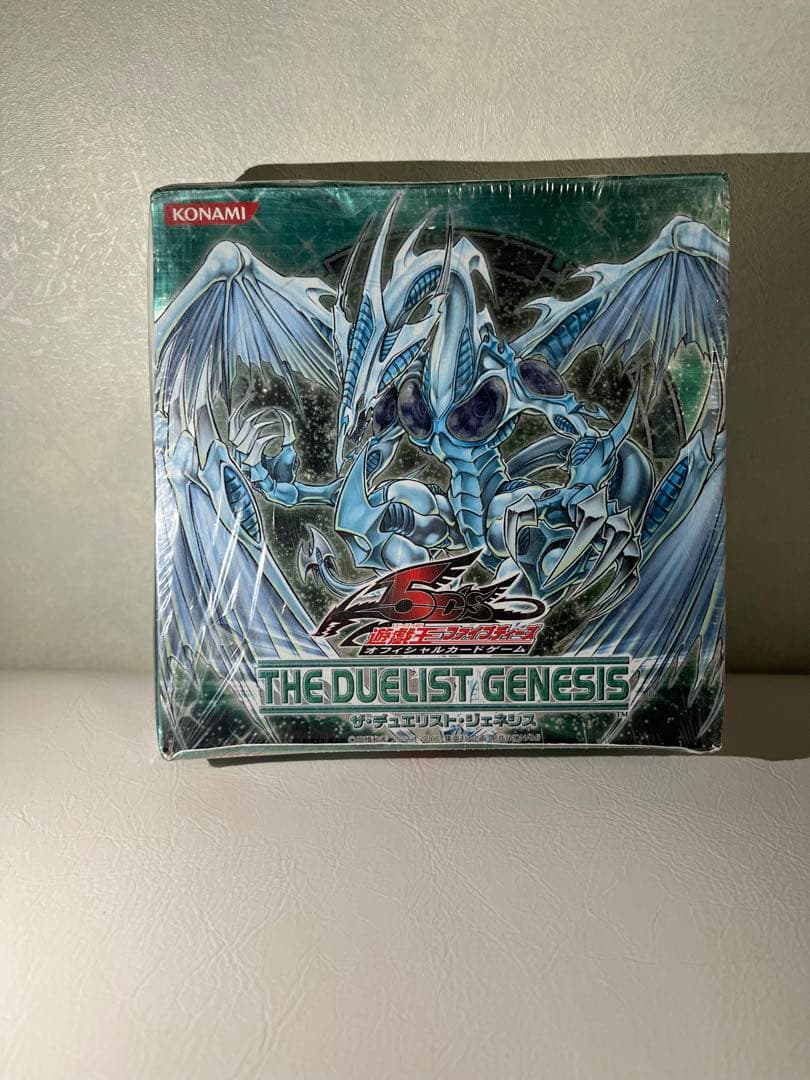 KONAMI
5D's
遊戯王ファイブディーズ
オフィシャルカードゲーム
THE DUELIST GENESIS
TM
ザ・デュエリスト・ジェネシス